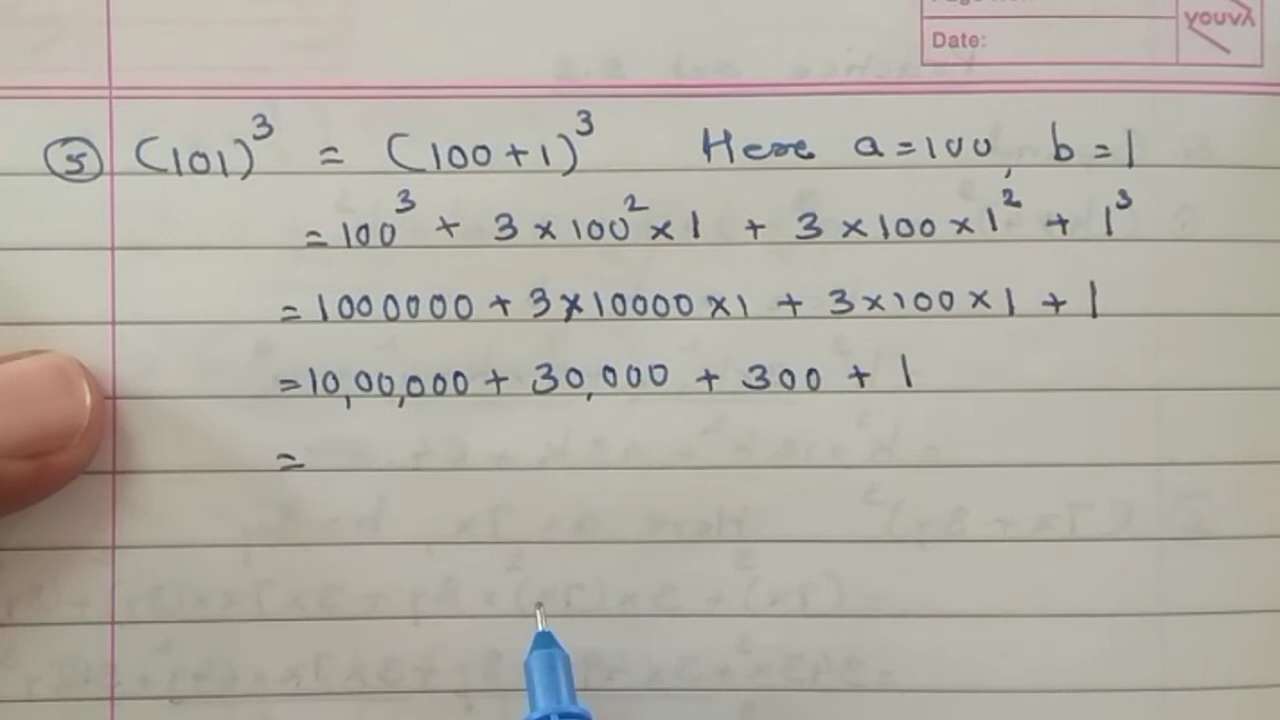 youva
Date:
(5) (101)³ = (100+1)³ Here a=100, b=1
= 100³ + 3×100²×1 + 3×100×1² + 1³
= 1000000 + 3×10000×1 + 3×100×1 + 1
= 10,00,000 + 30,000 + 300 + 1
=